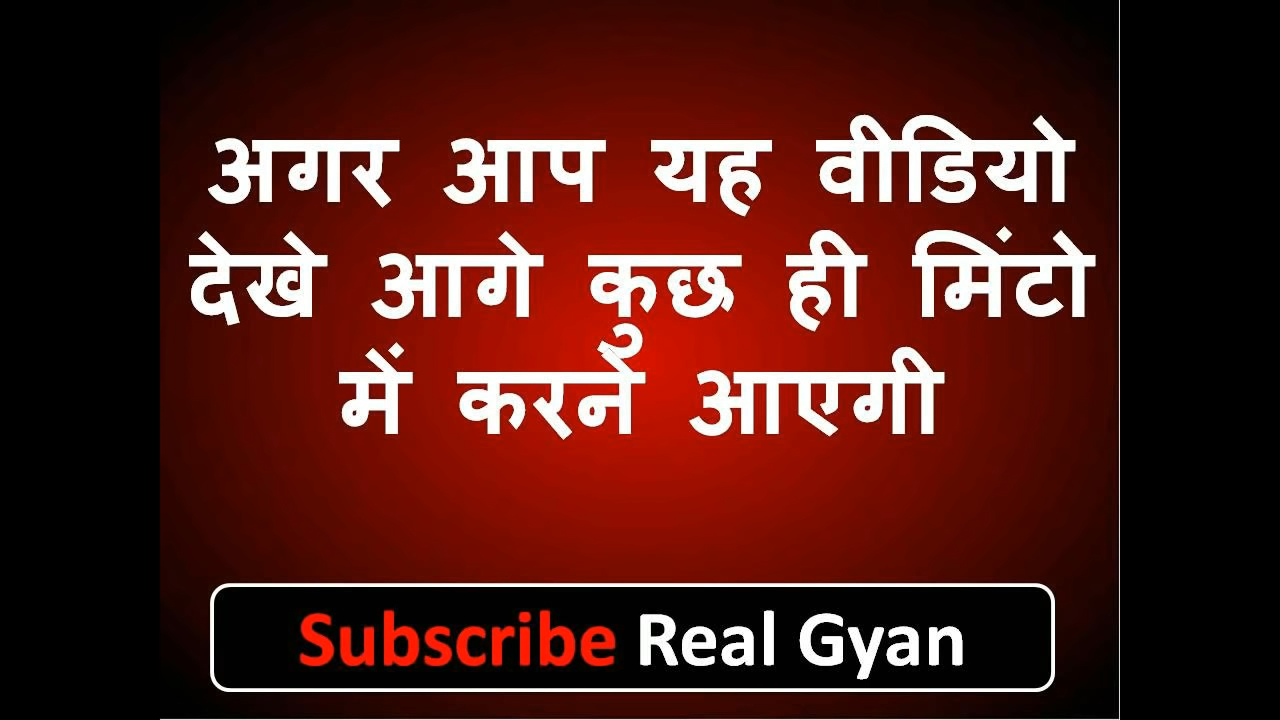 अगर आप यह वीडियो
देखे आगे कुछ ही मिंटो
में करने आएगी
Subscribe Real Gyan